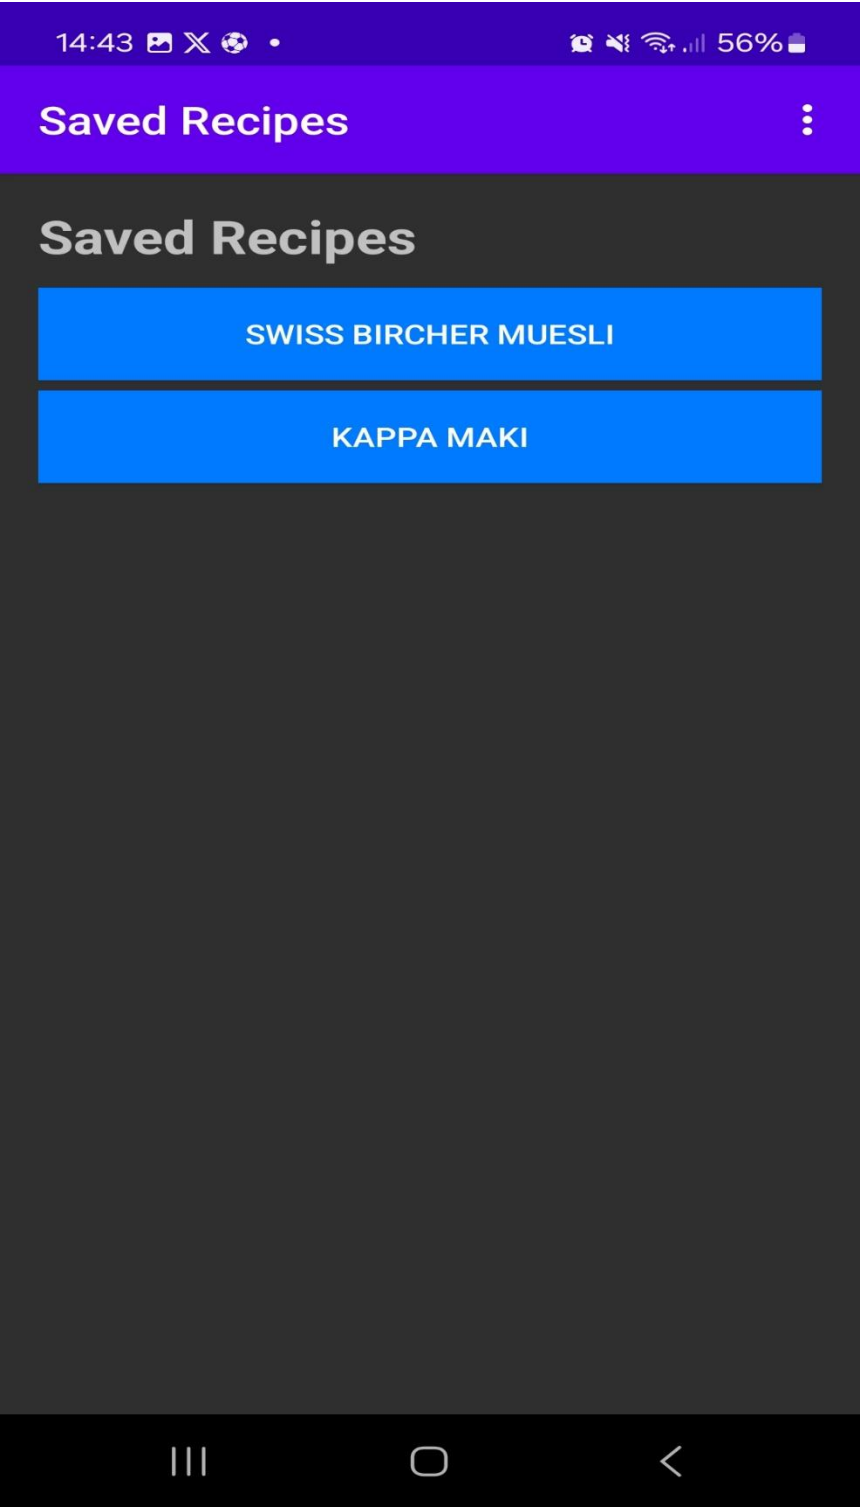 14:43 56%
Saved Recipes
Saved Recipes
SWISS BIRCHER MUESLI
KAPPA MAKI